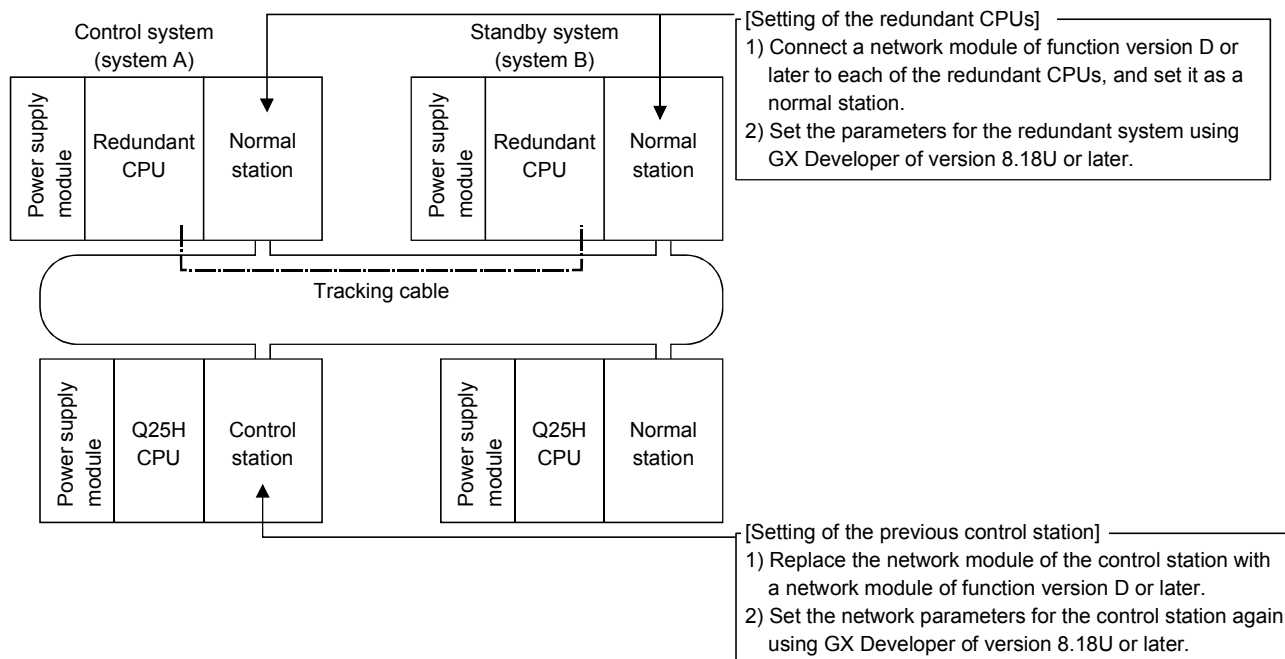 Control system
(system A)
Standby system
(system B)
[Setting of the redundant CPUs]
1) Connect a network module of function version D or
later to each of the redundant CPUs, and set it as a
normal station.
2) Set the parameters for the redundant system using
GX Developer of version 8.18U or later.
Power supply
module
Redundant
CPU
Normal
station
Power supply
module
Redundant
CPU
Normal
station
Tracking cable
Power supply
module
Q25H
CPU
Control
station
Power supply
module
Q25H
CPU
Normal
station
[Setting of the previous control station]
1) Replace the network module of the control station with
a network module of function version D or later.
2) Set the network parameters for the control station again
using GX Developer of version 8.18U or later.